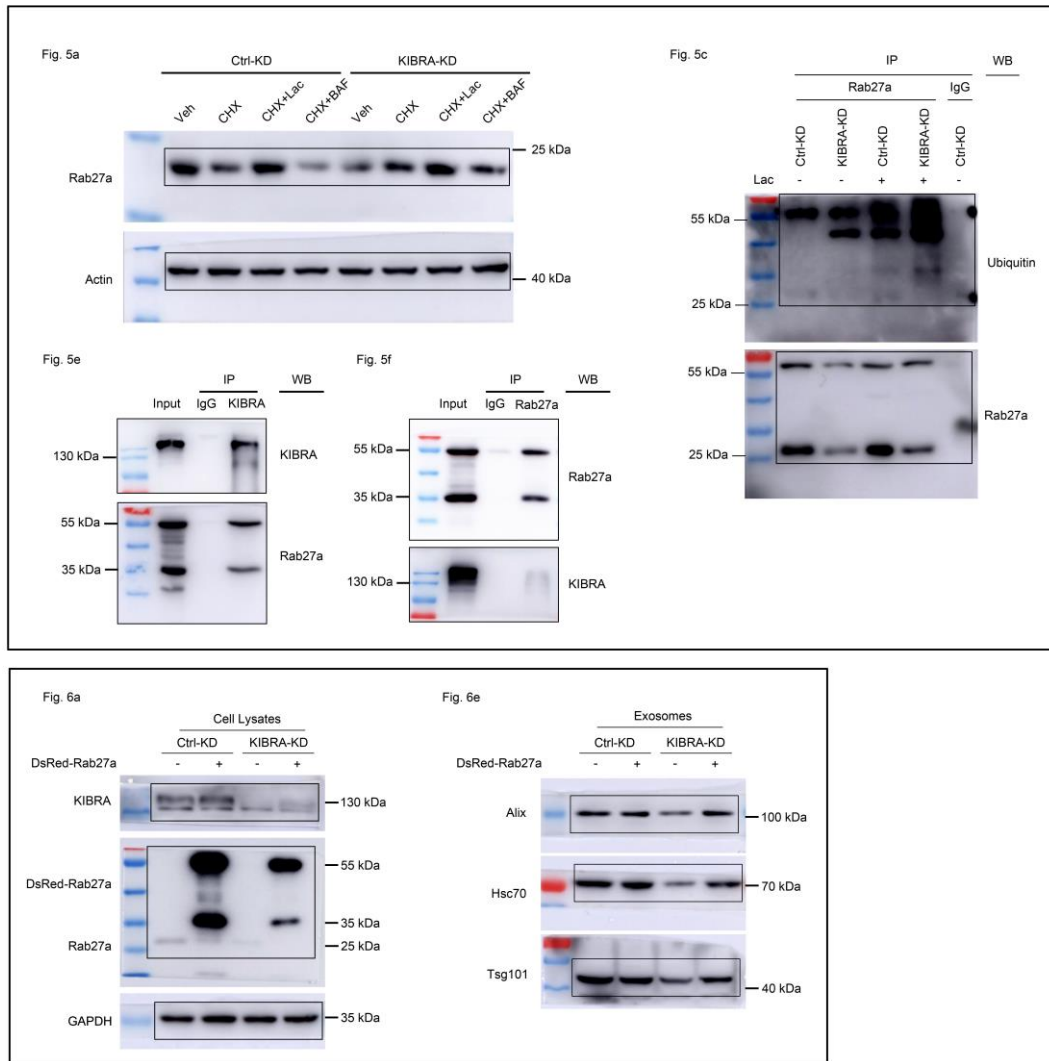 Fig. 5a
Ctrl-KD KIBRA-KD
Veh CHX CHX+Lac CHX+BAF Veh CHX CHX+Lac CHX+BAF
25 kDa
Rab27a
Actin
40 kDa
Fig. 5c
IP WB
Rab27a IgG
Ctrl-KD KIBRA-KD Ctrl-KD KIBRA-KD Ctrl-KD
Lac - - + + -
55 kDa
Ubiquitin
25 kDa
55 kDa
Rab27a
25 kDa
Fig. 5e
IP WB
Input IgG KIBRA
130 kDa KIBRA
55 kDa
Rab27a
35 kDa
Fig. 5f
IP WB
Input IgG Rab27a
55 kDa
Rab27a
35 kDa
130 kDa KIBRA
Fig. 6a
Cell Lysates
Ctrl-KD KIBRA-KD
DsRed-Rab27a - + - +
KIBRA 130 kDa
55 kDa
DsRed-Rab27a
35 kDa
Rab27a 25 kDa
GAPDH 35 kDa
Fig. 6e
Exosomes
Ctrl-KD KIBRA-KD
DsRed-Rab27a - + - +
Alix 100 kDa
Hsc70 70 kDa
Tsg101 40 kDa